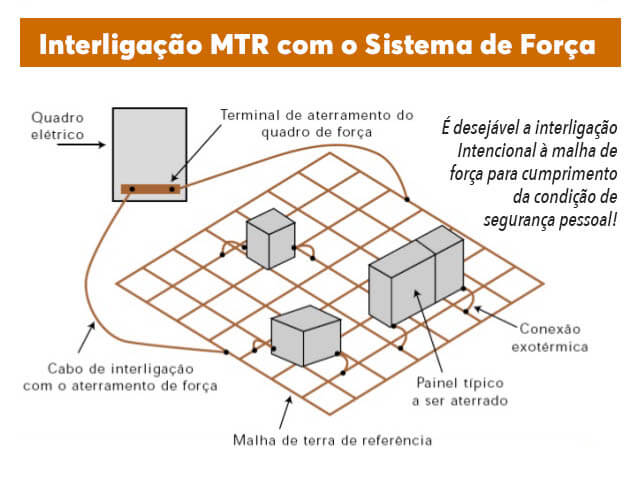 Interligação MTR com o Sistema de Força
Quadro
elétrico
Terminal de aterramento do
quadro de força
É desejável a interligação
Intencional à malha de
força para cumprimento
da condição de
segurança pessoal!
Conexão
exotérmica
Cabo de interligação
com o aterramento de força
Painel típico
a ser aterrado
Malha de terra de referência